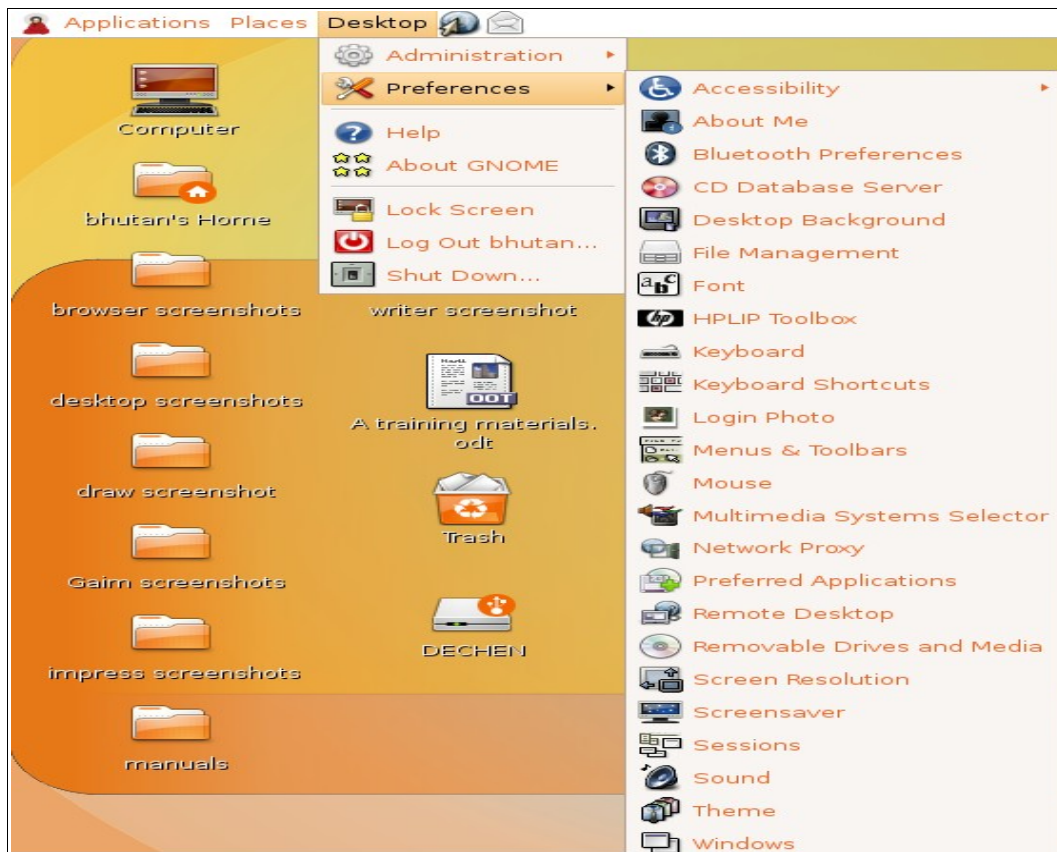 Applications Places Desktop
Administration
Preferences
Help
About GNOME
Lock Screen
Log Out bhutan...
Shut Down...
Accessibility
About Me
Bluetooth Preferences
CD Database Server
Desktop Background
File Management
Font
HPLIP Toolbox
Keyboard
Keyboard Shortcuts
Login Photo
Menus & Toolbars
Mouse
Multimedia Systems Selector
Network Proxy
Preferred Applications
Remote Desktop
Removable Drives and Media
Screen Resolution
Screensaver
Sessions
Sound
Theme
Windows
Computer
bhutan's Home
browser screenshots
desktop screenshots
draw screenshot
Gaim screenshots
impress screenshots
manuals
writer screenshot
ODT
A training materials.
odt
Trash
DECHEN